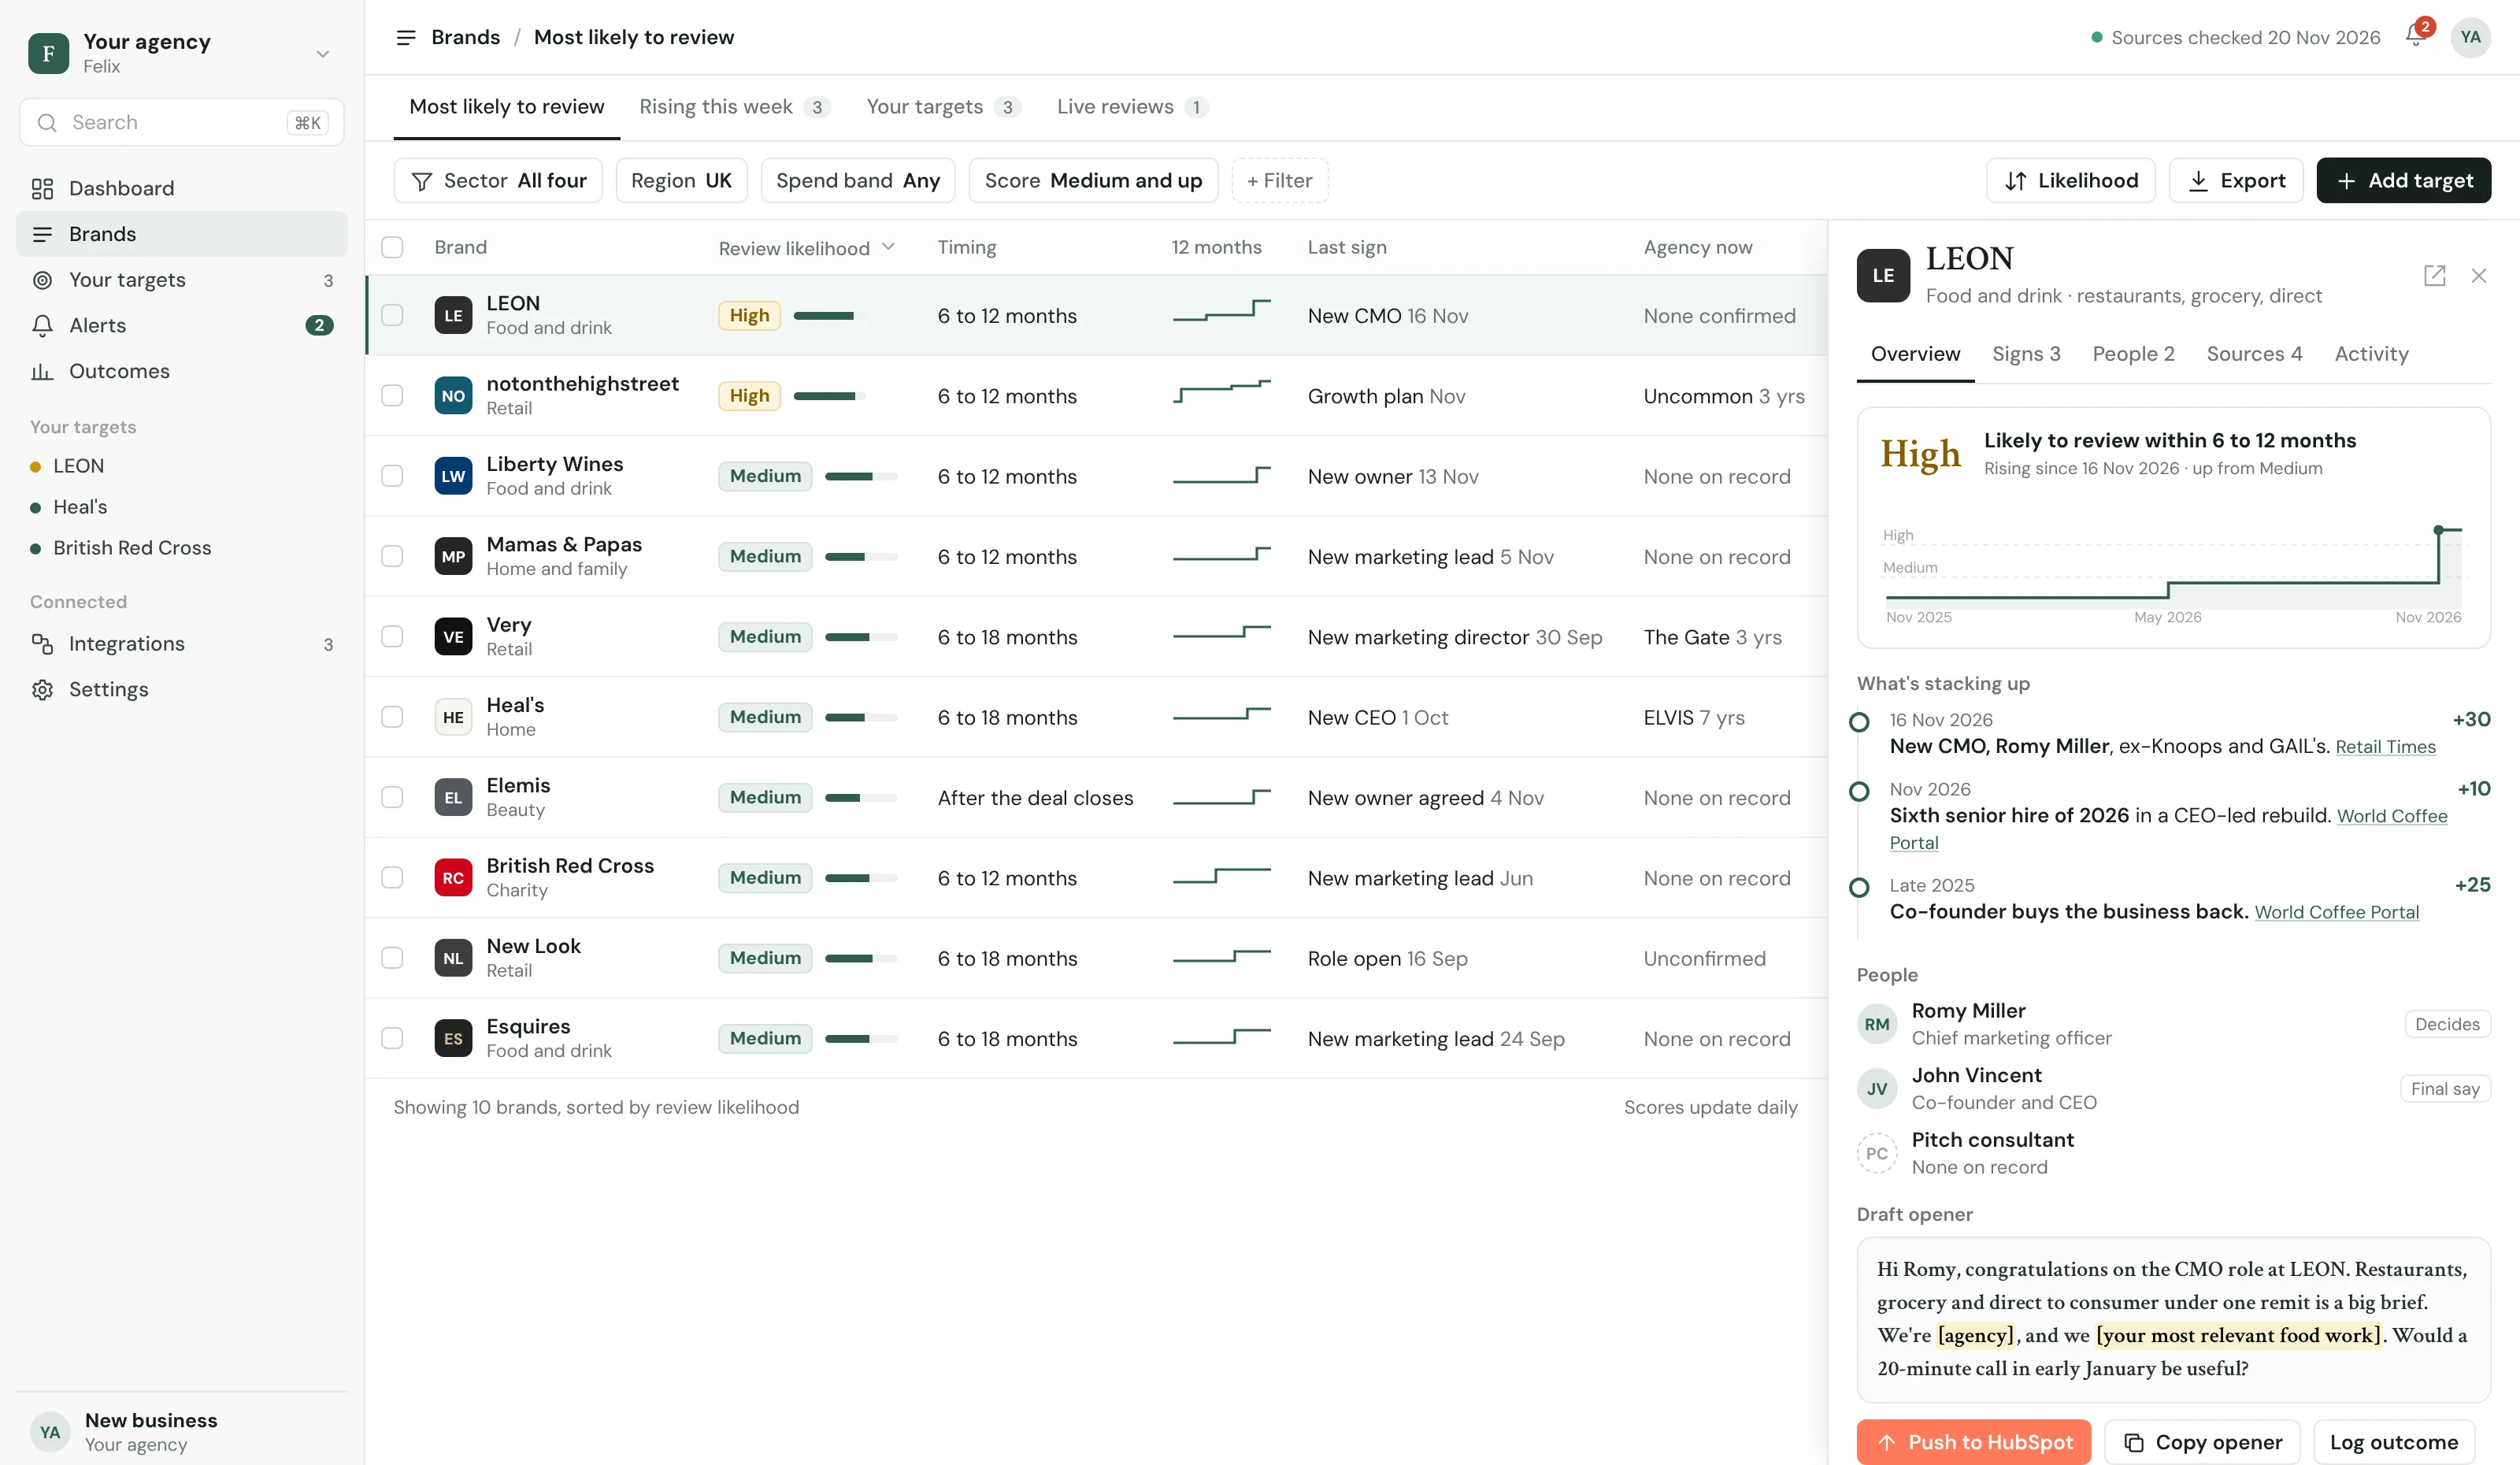 F
Your agency
Felix
Search
⌘K
Dashboard
Brands
Your targets 3
Alerts 2
Outcomes
Your targets
LEON
Heal's
British Red Cross
Connected
Integrations 3
Settings
YA
New business
Your agency
Brands / Most likely to review
Sources checked 20 Nov 2026
2
YA
Most likely to review
Rising this week 3
Your targets 3
Live reviews 1
Sector All four
Region UK
Spend band Any
Score Medium and up
+ Filter
Likelihood
Export
Add target
Brand Review likelihood Timing 12 months Last sign Agency now
LE LEON High 6 to 12 months New CMO 16 Nov None confirmed
Food and drink
NO notonthehighstreet High 6 to 12 months Growth plan Nov Uncommon 3 yrs
Retail
LW Liberty Wines Medium 6 to 12 months New owner 13 Nov None on record
Food and drink
MP Mamas & Papas Medium 6 to 12 months New marketing lead 5 Nov None on record
Home and family
VE Very Medium 6 to 18 months New marketing director 30 Sep The Gate 3 yrs
Retail
HE Heal's Medium 6 to 18 months New CEO 1 Oct ELVIS 7 yrs
Home
EL Elemis Medium After the deal closes New owner agreed 4 Nov None on record
Beauty
RC British Red Cross Medium 6 to 12 months New marketing lead Jun None on record
Charity
NL New Look Medium 6 to 18 months Role open 16 Sep Unconfirmed
Retail
ES Esquires Medium 6 to 18 months New marketing lead 24 Sep None on record
Food and drink
Showing 10 brands, sorted by review likelihood
Scores update daily
LE
LEON
Food and drink · restaurants, grocery, direct
Overview Signs 3 People 2 Sources 4 Activity
High
Likely to review within 6 to 12 months
Rising since 16 Nov 2026 · up from Medium
High
Medium
Nov 2025 May 2026 Nov 2026
What's stacking up
16 Nov 2026 +30
New CMO, Romy Miller, ex-Knoops and GAIL's. Retail Times
Nov 2026 +10
Sixth senior hire of 2026 in a CEO-led rebuild. World Coffee
Portal
Late 2025 +25
Co-founder buys the business back. World Coffee Portal
People
RM Romy Miller
Chief marketing officer
Decides
JV John Vincent
Co-founder and CEO
Final say
PC Pitch consultant
None on record
Draft opener
Hi Romy, congratulations on the CMO role at LEON. Restaurants,
grocery and direct to consumer under one remit is a big brief.
We're [agency], and we [your most relevant food work]. Would a
20-minute call in early January be useful?
Push to HubSpot
Copy opener
Log outcome